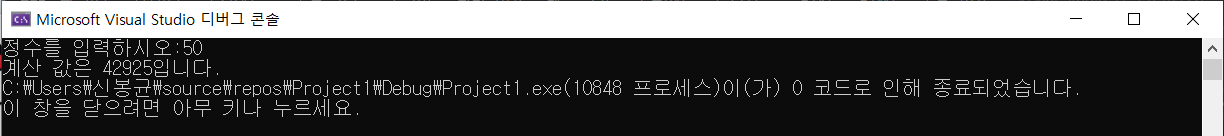 Microsoft Visual Studio 디버그 콘솔
정수를 입력하시오:50
계산 값은 42925입니다.
C:\Users\신봉균\source\repos\Project1\Debug\Project1.exe(10848 프로세스)이(가) 0 코드로 인해 종료되었습니다.
이 창을 닫으려면 아무 키나 누르세요.